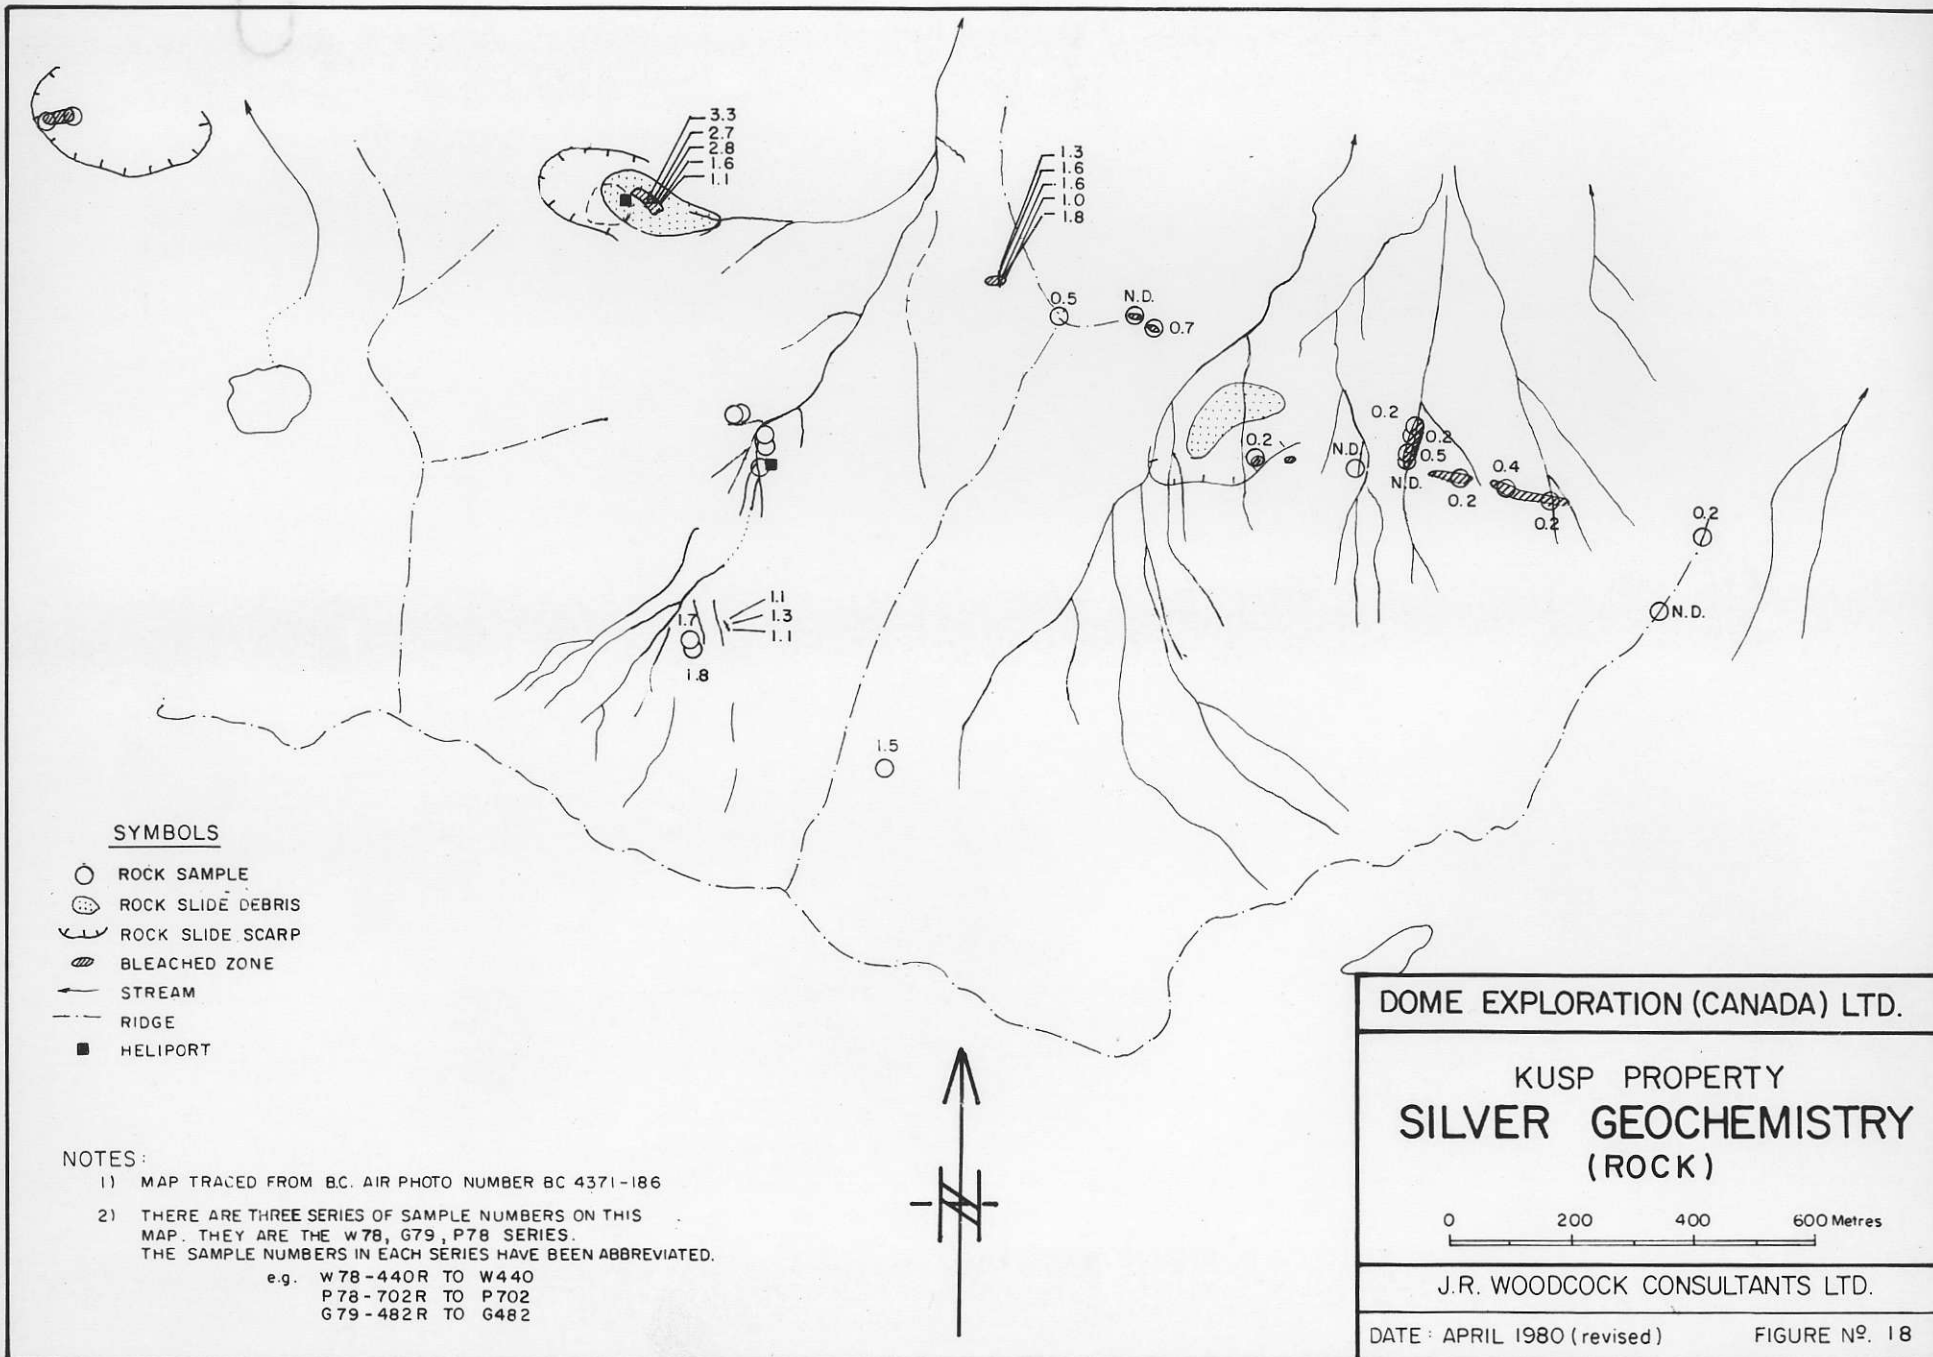 3.3
2.7
2.8
1.6
1.1
1.3
1.6
1.6
1.0
1.8
0.5
N.D.
0.7
0.2
0.2
0.2
0.5
N.D.
N.D.
0.2
0.4
0.2
0.2
N.D.
1.7
1.1
1.3
1.1
1.8
1.5
SYMBOLS
ROCK SAMPLE
ROCK SLIDE DEBRIS
ROCK SLIDE SCARP
BLEACHED ZONE
STREAM
RIDGE
HELIPORT
NOTES:
1) MAP TRACED FROM B.C. AIR PHOTO NUMBER BC 4371-186
2) THERE ARE THREE SERIES OF SAMPLE NUMBERS ON THIS
MAP. THEY ARE THE W78, G79, P78 SERIES.
THE SAMPLE NUMBERS IN EACH SERIES HAVE BEEN ABBREVIATED.
e.g. W78-440R TO W440
P78-702R TO P702
G79-482R TO G482
N
DOME EXPLORATION (CANADA) LTD.
KUSP PROPERTY
SILVER GEOCHEMISTRY
(ROCK)
0 200 400 600 Metres
J.R. WOODCOCK CONSULTANTS LTD.
DATE: APRIL 1980 (revised) FIGURE Nº. 18